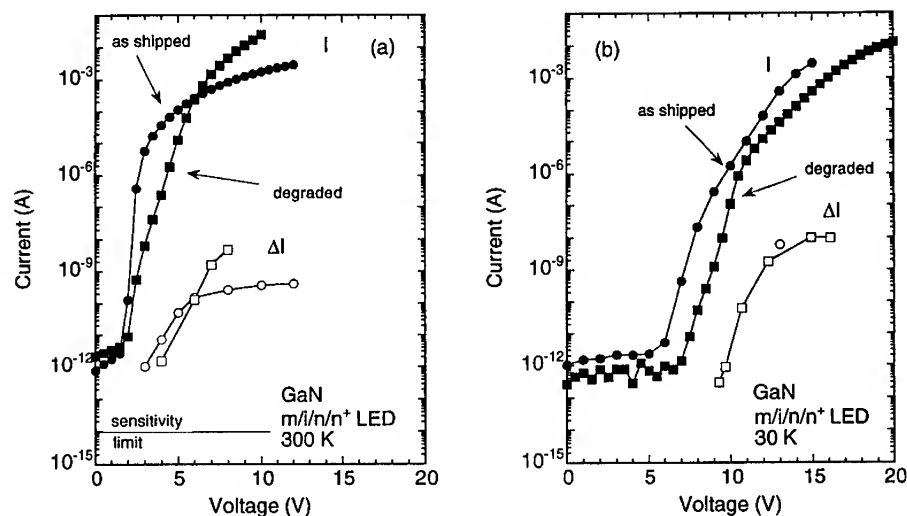 as shipped
I
(a)
10⁻³
10⁻⁶
10⁻⁹
10⁻¹²
10⁻¹⁵
Current (A)
degraded
ΔI
GaN
m/i/n/n⁺ LED
300 K
sensitivity
limit
0 5 10 15 20
Voltage (V)
(b)
I
10⁻³
10⁻⁶
10⁻⁹
10⁻¹²
10⁻¹⁵
Current (A)
as shipped
degraded
ΔI
GaN
m/i/n/n⁺ LED
30 K
0 5 10 15 20
Voltage (V)